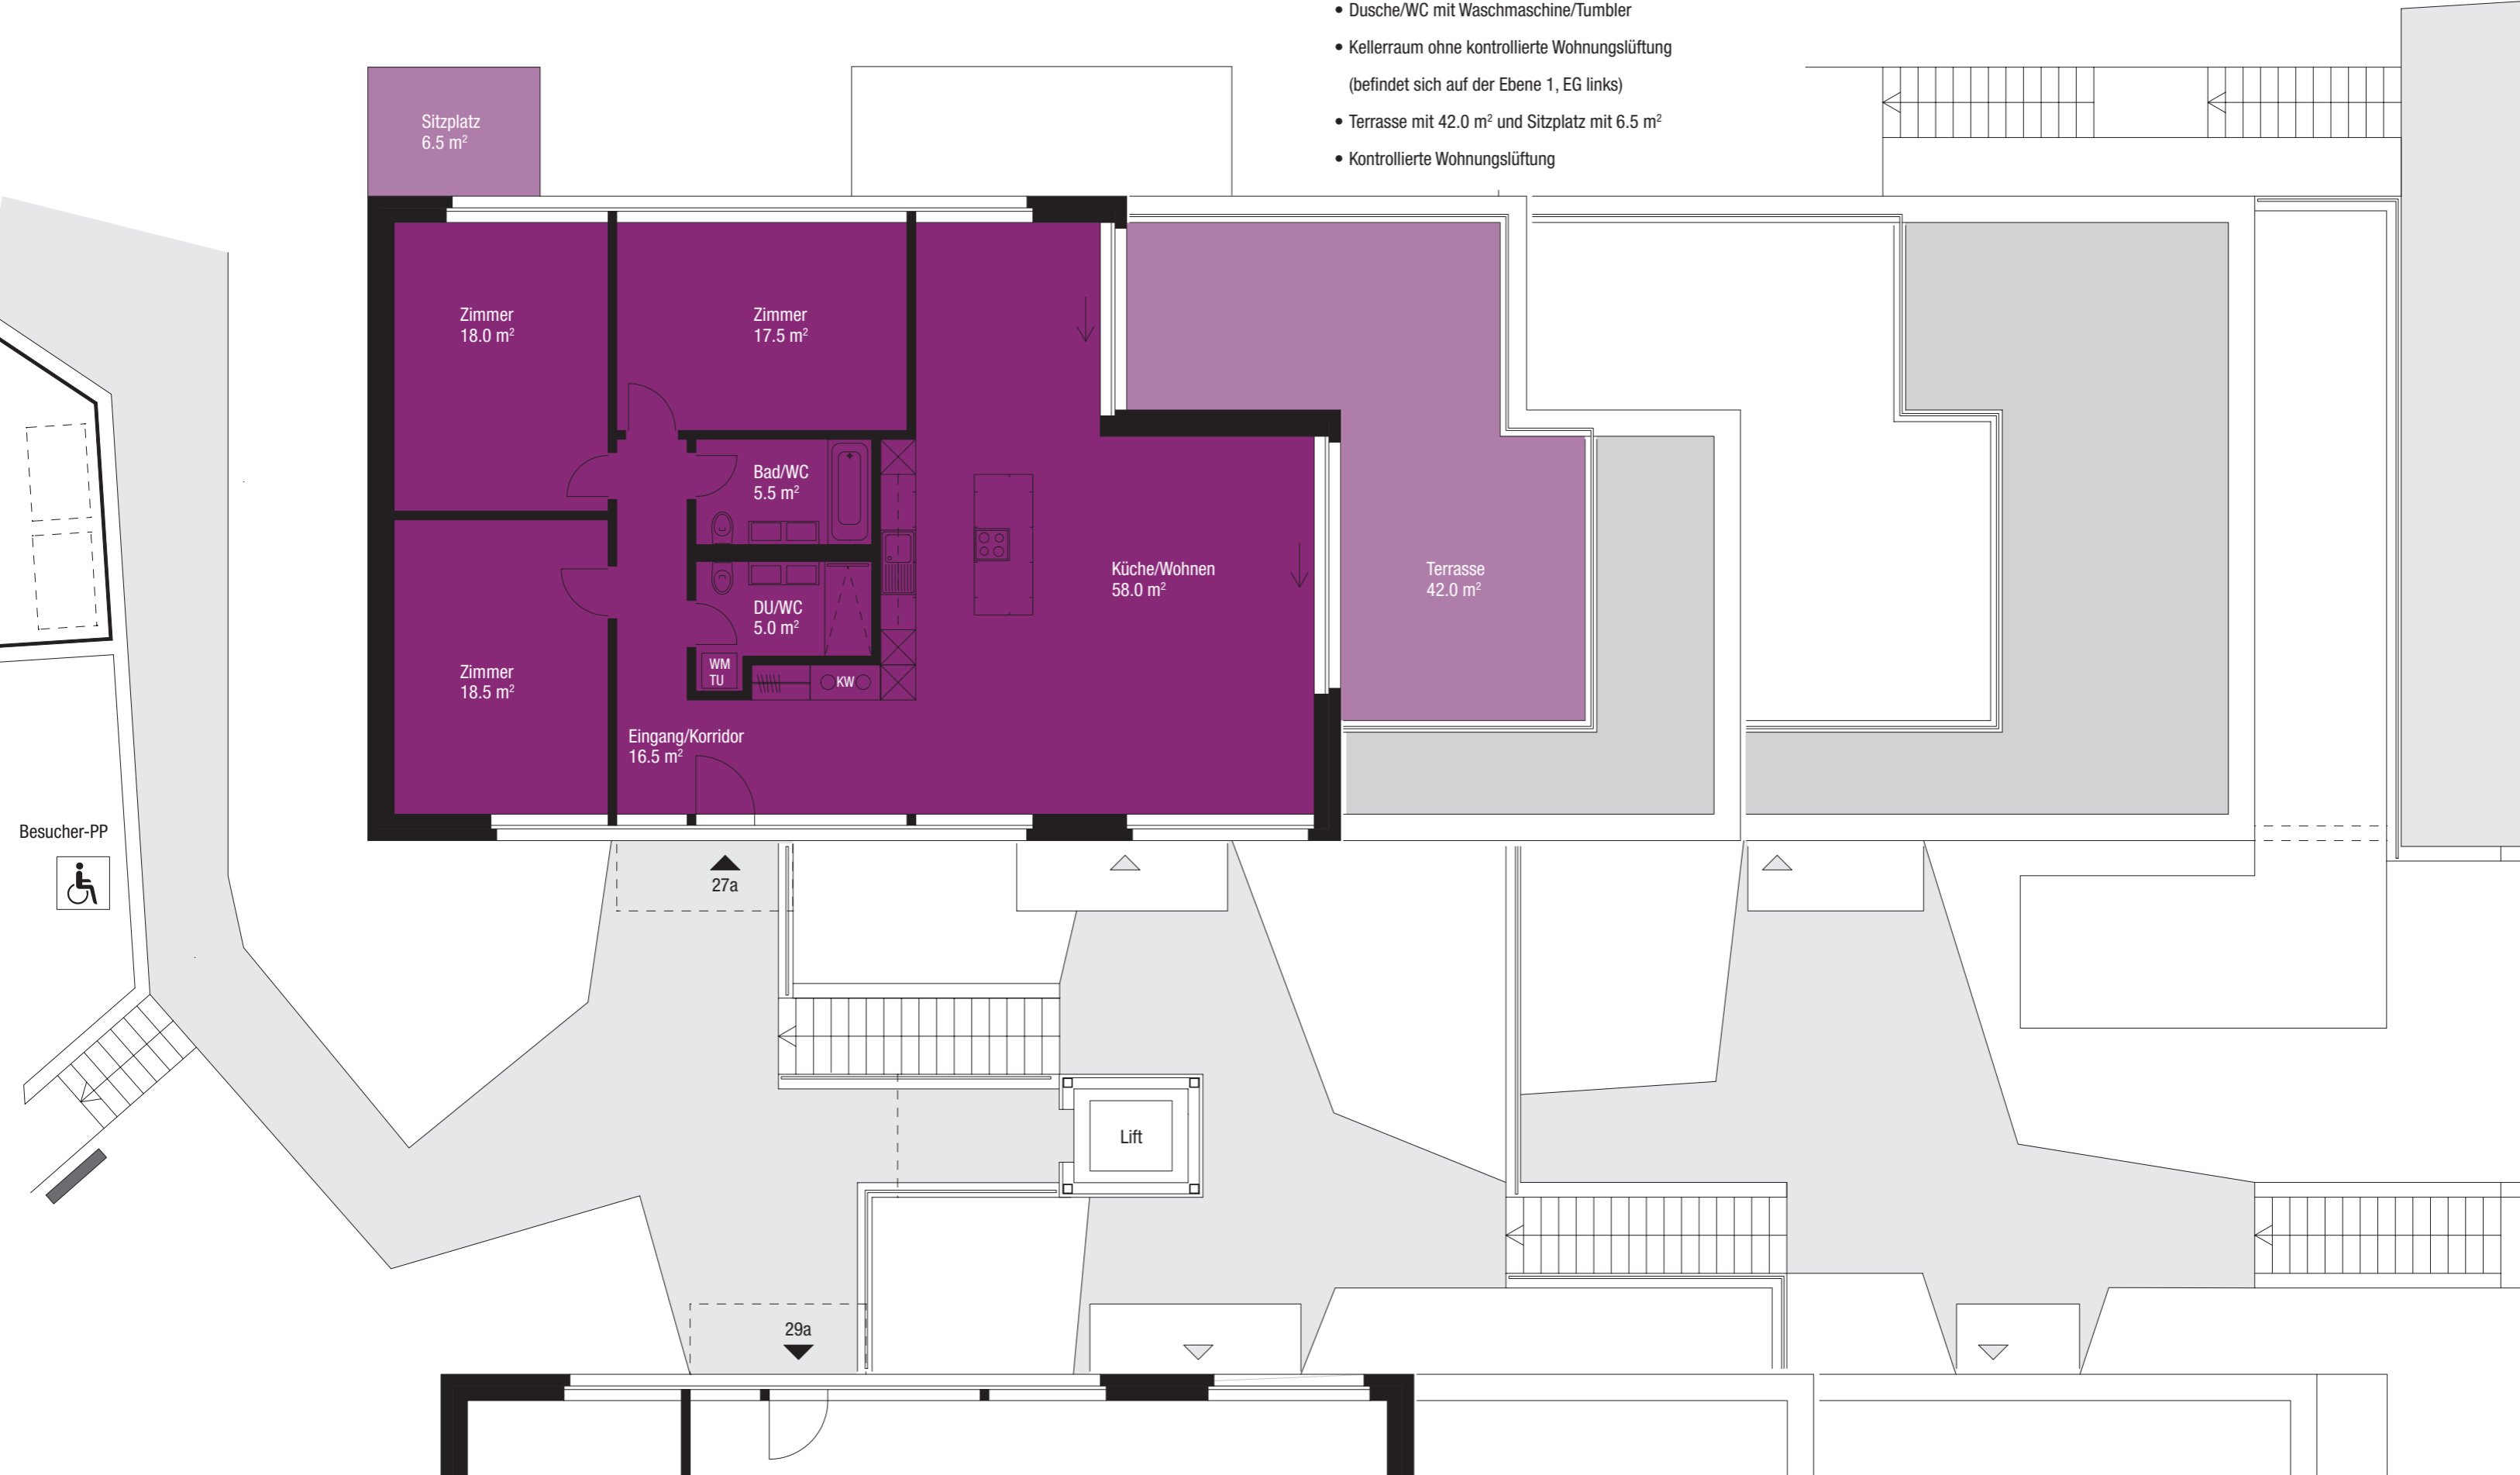 • Dusche/WC mit Waschmaschine/Tumbler
• Kellerraum ohne kontrollierte Wohnungslüftung
(befindet sich auf der Ebene 1, EG links)
• Terrasse mit 42.0 m² und Sitzplatz mit 6.5 m²
• Kontrollierte Wohnungslüftung
Sitzplatz
6.5 m²
Zimmer
18.0 m²
Zimmer
17.5 m²
Bad/WC
5.5 m²
Küche/Wohnen
58.0 m²
Terrasse
42.0 m²
DU/WC
5.0 m²
WM
TU
KW
Zimmer
18.5 m²
Eingang/Korridor
16.5 m²
Besucher-PP
27a
Lift
29a